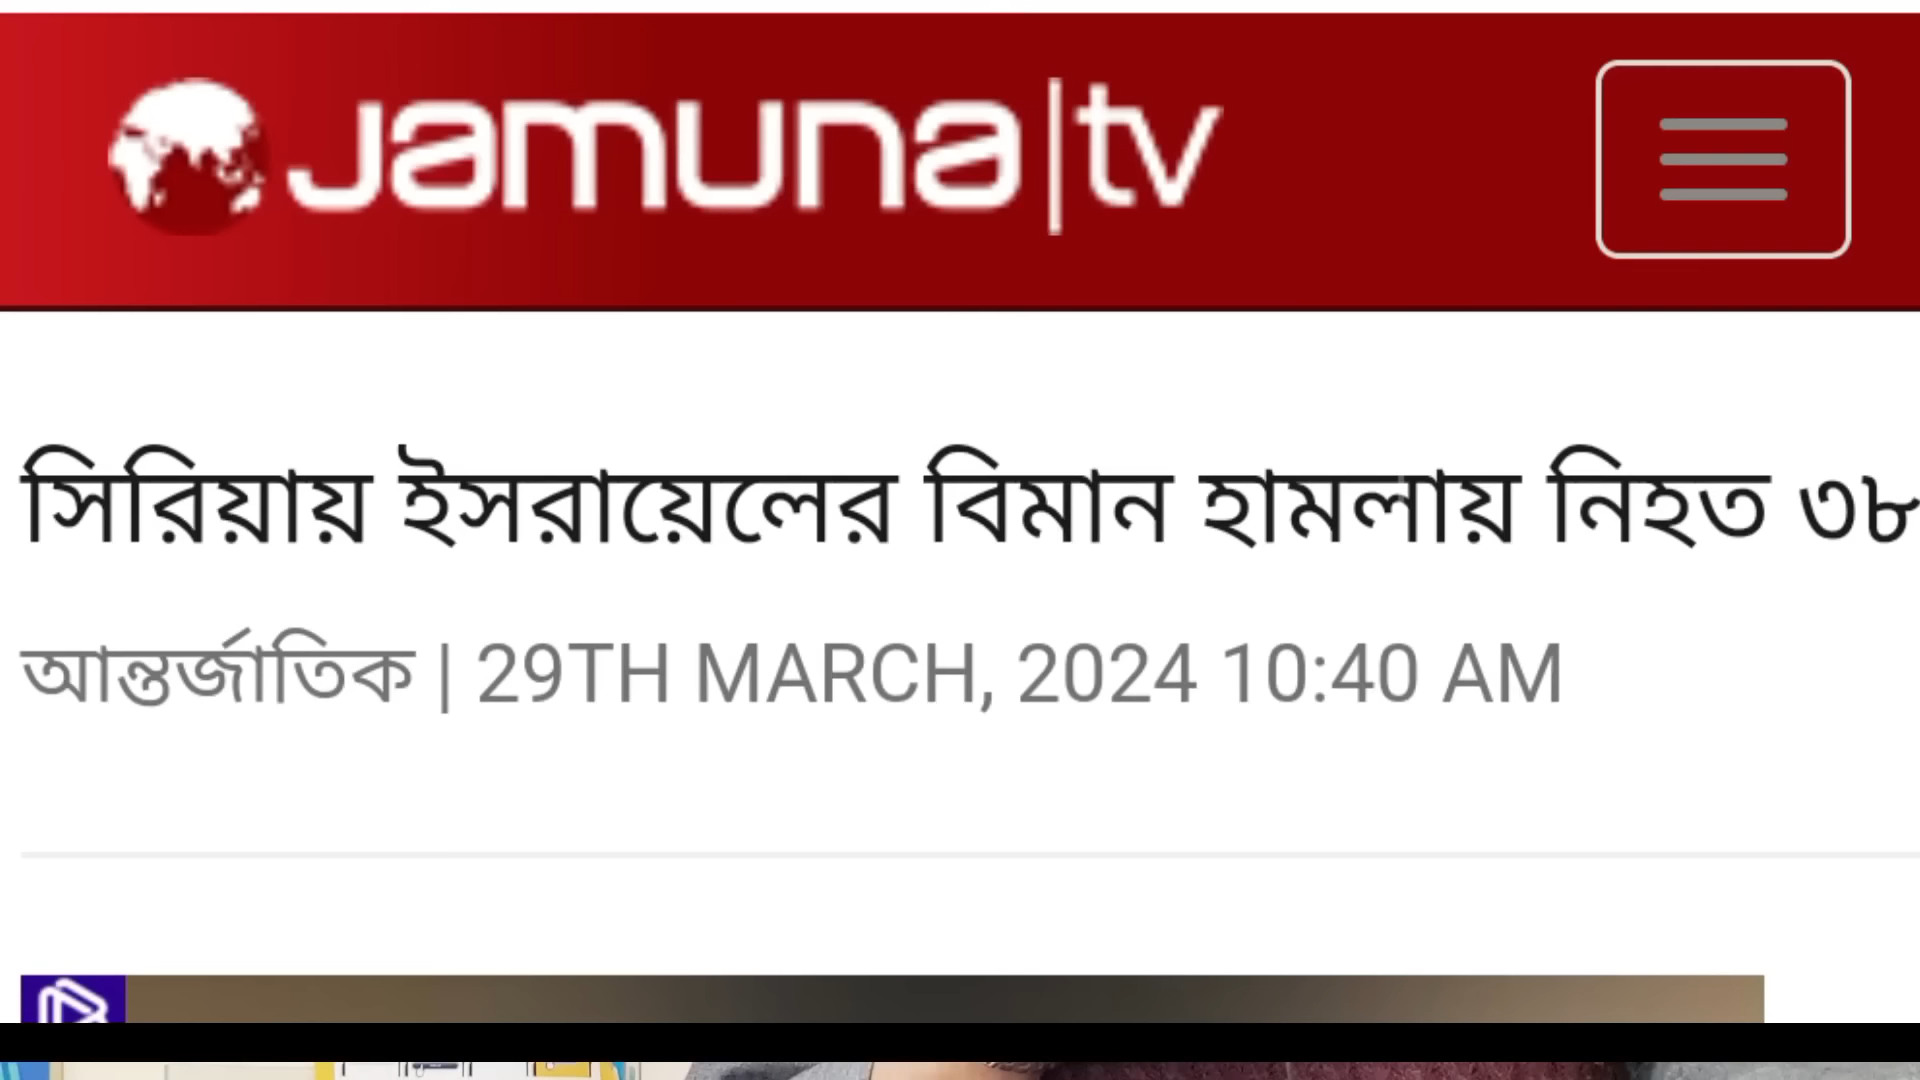 Jamuna|tv
সিরিয়ায় ইসরায়েলের বিমান হামলায় নিহত ৩৮
আন্তর্জাতিক | 29TH MARCH, 2024 10:40 AM